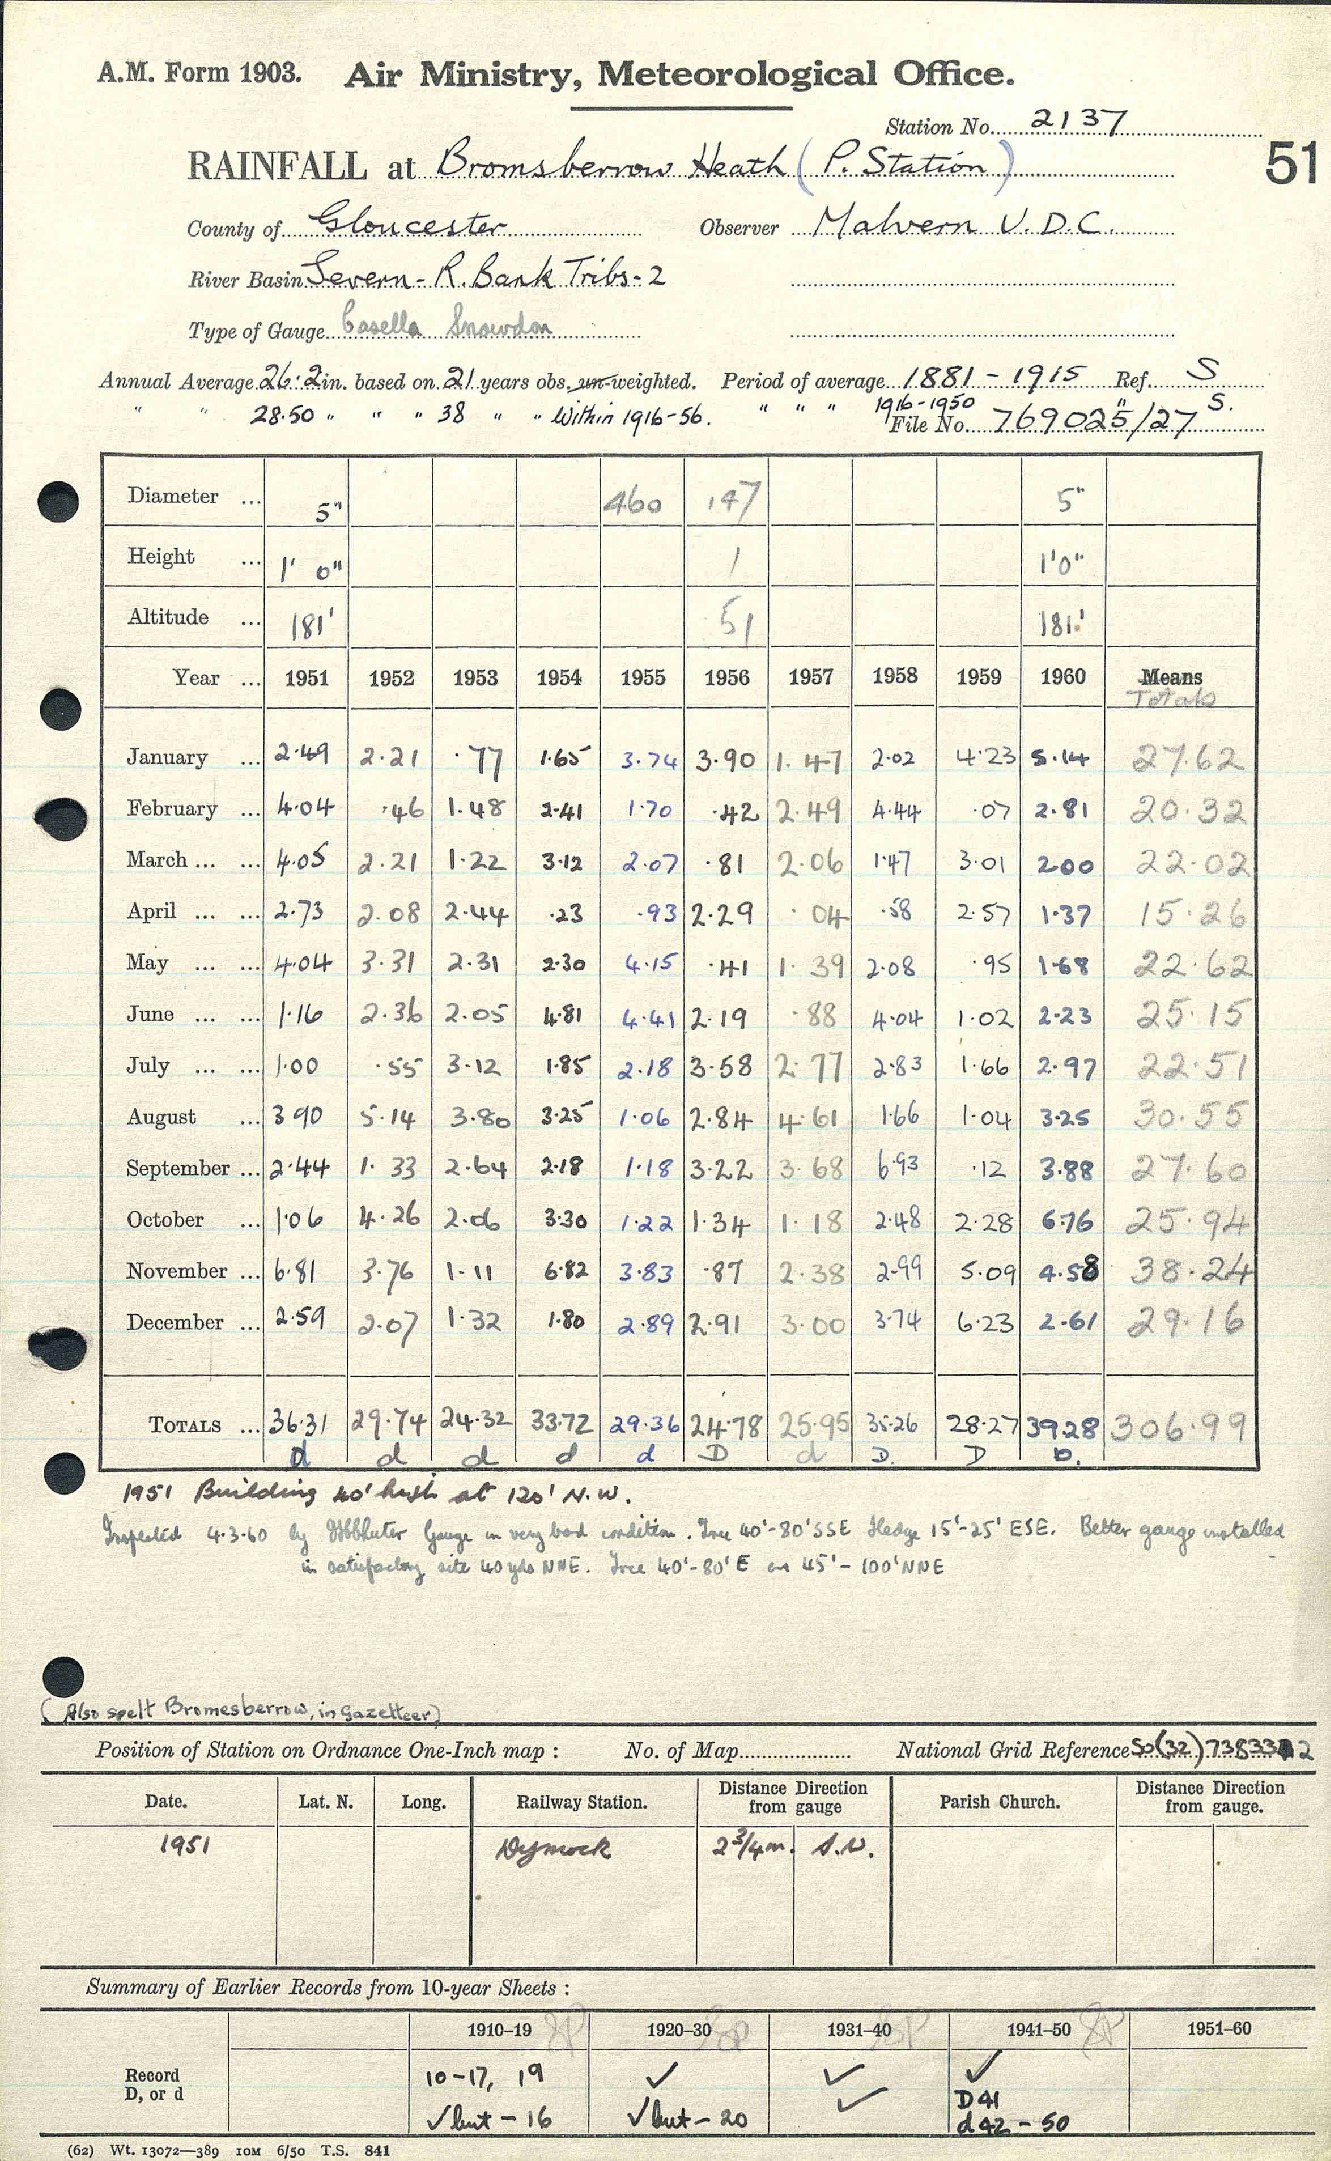 A.M. Form 1903. Air Ministry, Meteorological Office.
Station No. 2137
RAINFALL at Bromsberrow Heath (P. Station)
51
County of Gloucester Observer Malvern U.D.C.
River Basin Severn - R. Bank Tribs - 2
Type of Gauge Casella Snowdon
Annual Average 26·2 in. based on 21 years obs. un-weighted. Period of average 1881 - 1915 Ref. S
" " 28·50 " " " 38 " " Within 1916-56. " " " 1916-1950 " S.
File No. 769025/27
Diameter ... 5" 460 147 5"
Height ... 1' 0" 1 1'0"
Altitude ... 181' 51 181'
Year ... 1951 1952 1953 1954 1955 1956 1957 1958 1959 1960 Means
Totals
January ... 2·49 2·21 ·77 1·65 3·74 3·90 1·47 2·02 4·23 5·14 27·62
February ... 4·04 ·46 1·48 2·41 1·70 ·42 2·49 4·44 ·07 2·81 20·32
March ... ... 4·05 2·21 1·22 3·12 2·07 ·81 2·06 1·47 3·01 2·00 22·02
April ... ... 2·73 2·08 2·44 ·23 ·93 2·29 ·04 ·58 2·57 1·37 15·26
May ... ... 4·04 3·31 2·31 2·30 4·15 ·41 1·39 2·08 ·95 1·68 22·62
June ... ... 1·16 2·36 2·05 4·81 4·41 2·19 ·88 4·04 1·02 2·23 25·15
July ... ... 1·00 ·55 3·12 1·85 2·18 3·58 2·77 2·83 1·66 2·97 22·51
August ... 3 90 5·14 3·80 3·25 1·06 2·84 4·61 1·66 1·04 3·25 30·55
September ... 2·44 1·33 2·64 2·18 1·18 3·22 3·68 6·93 ·12 3·88 27·60
October ... 1·06 4·26 2·06 3·30 1·22 1·34 1·18 2·48 2·28 6·76 25·94
November ... 6·81 3·76 1·11 6·82 3·83 ·87 2·38 2·99 5·09 4·58 38·24
December ... 2·59 2·07 1·32 1·80 2·89 2·91 3·00 3·74 6·23 2·61 29·16
TOTALS ... 36·31 29·74 24·32 33·72 29·36 24·78 25·95 35·26 28·27 39·28 306·99
d d d d d D d D. D D.
1951 Building 40' high at 120' N.W.
Inspected 4·3·60 by Gauge in very bad condition. Tree 40'-80' SSE Hedge 15'-25' ESE. Better gauge installed
in satisfactory site 40 yds NNE. Tree 40'-80' E 45'-100' NNE
(Also spelt Bromesberrow, in Gazetteer)
Position of Station on Ordnance One-Inch map : No. of Map National Grid Reference SO(32)738332
Date. Lat. N. Long. Railway Station. Distance Direction from gauge Parish Church. Distance Direction from gauge.
1951 Dymock 2 3/4 m. S.W.
Summary of Earlier Records from 10-year Sheets :
1910–19 1920–30 1931–40 1941–50 1951–60
Record 10-17, 19 ✓ ✓ ✓
D, or d ✓ but - 16 ✓ but - 20 ✓ D 41
d 42 - 50
(62) Wt. 13072—389 10M 6/50 T.S. 841